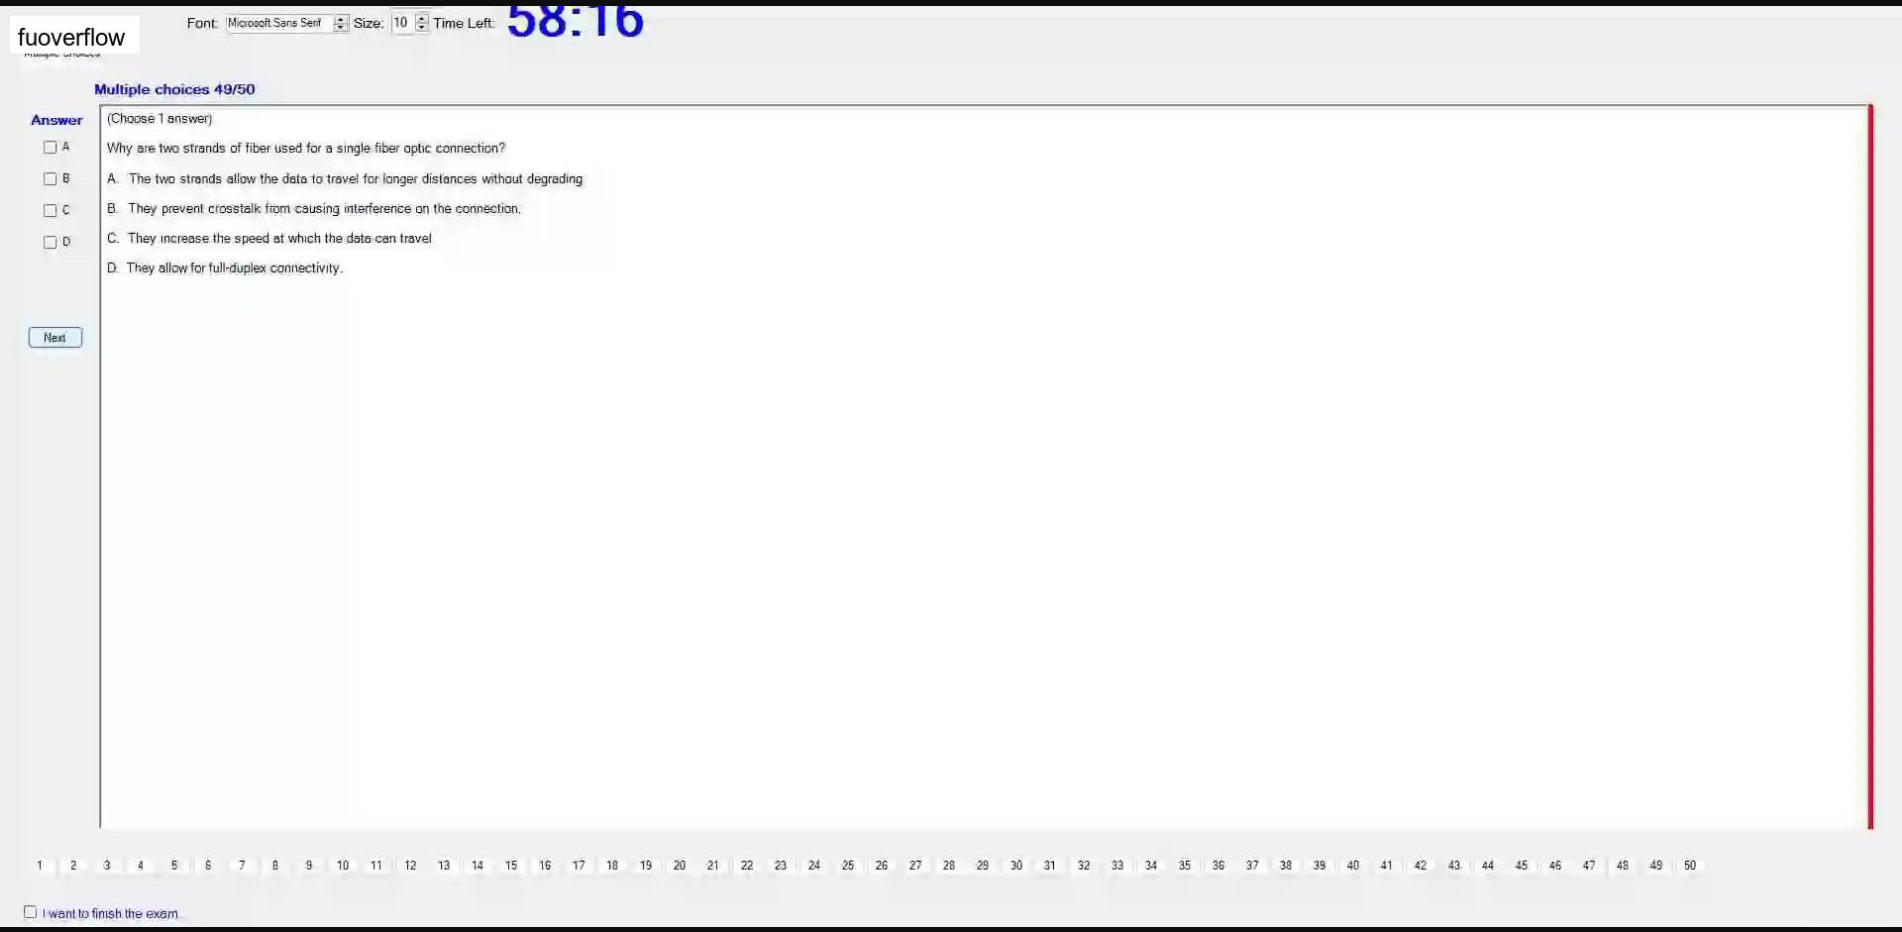 Font: Microsoft Sans Serif Size: 10 Time Left: 58:16
fuoverflow
Multiple choices 49/50
Answer
(Choose 1 answer)
A
Why are two strands of fiber used for a single fiber optic connection?
B
A. The two strands allow the data to travel for longer distances without degrading
C
B. They prevent crosstalk from causing interference on the connection.
D
C. They increase the speed at which the data can travel
D. They allow for full-duplex connectivity.
Next
1 2 3 4 5 6 7 8 9 10 11 12 13 14 15 16 17 18 19 20 21 22 23 24 25 26 27 28 29 30 31 32 33 34 35 36 37 38 39 40 41 42 43 44 45 46 47 48 49 50
I want to finish the exam.